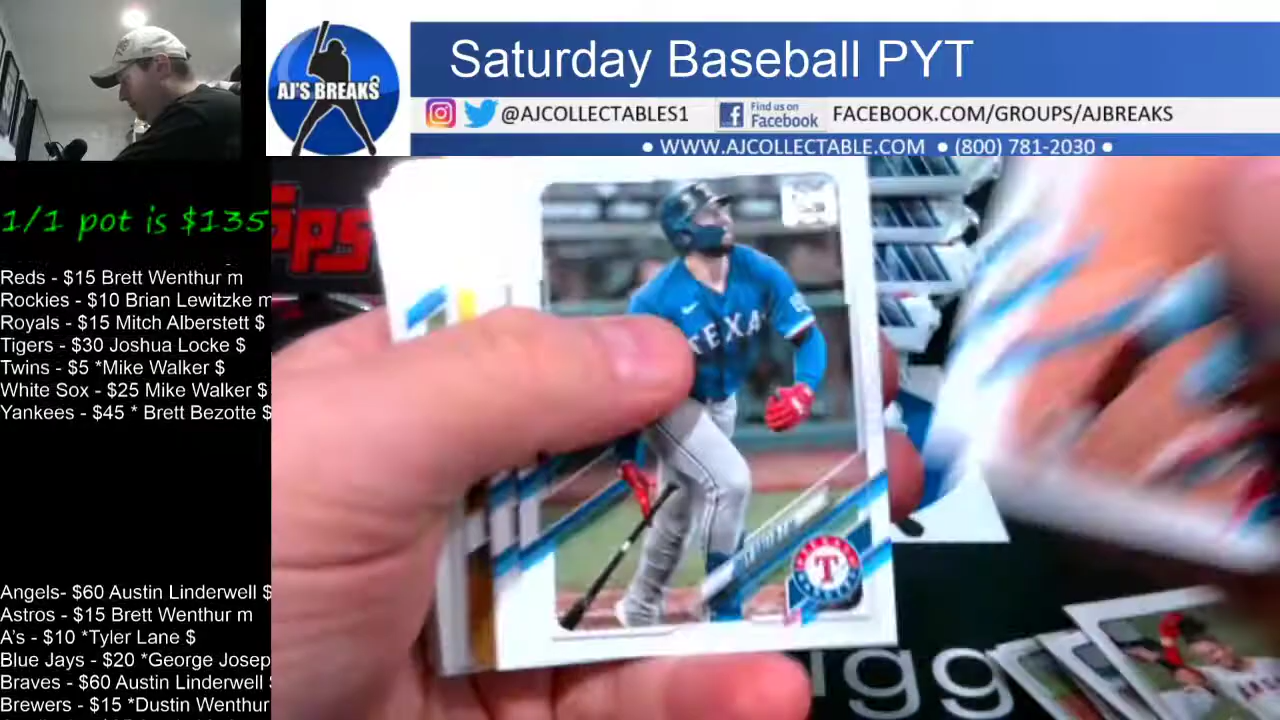 Saturday Baseball PYT
AJ'S BREAKS
@AJCOLLECTABLES1
Find us on
Facebook
FACEBOOK.COM/GROUPS/AJBREAKS
• WWW.AJCOLLECTABLE.COM • (800) 781-2030 •
1/1 pot is $135
Reds - $15 Brett Wenthur m
Rockies - $10 Brian Lewitzke m
Royals - $15 Mitch Alberstett $
Tigers - $30 Joshua Locke $
Twins - $5 *Mike Walker $
White Sox - $25 Mike Walker $
Yankees - $45 * Brett Bezotte $
Angels- $60 Austin Linderwell $
Astros - $15 Brett Wenthur m
A's - $10 *Tyler Lane $
Blue Jays - $20 *George Josep
Braves - $60 Austin Linderwell $
Brewers - $15 *Dustin Wenthur
TEXA
T